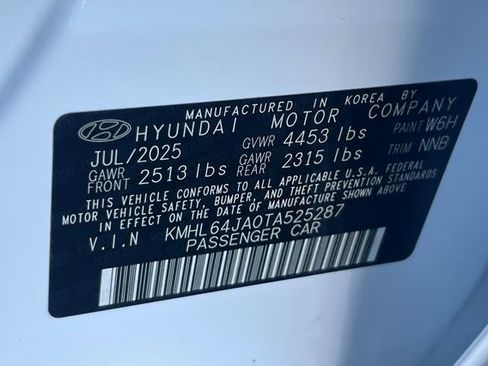 MANUFACTURED IN KOREA BY
HYUNDAI MOTOR COMPANY
JUL/2025 GVWR 4453 lbs PAINT W6H
GAWR FRONT 2513 lbs GAWR REAR 2315 lbs TRIM NNB
THIS VEHICLE CONFORMS TO ALL APPLICABLE U.S.A. FEDERAL
MOTOR VEHICLE SAFETY, BUMPER, AND THEFT PREVENTION STANDARDS
IN EFFECT ON THE DATE OF MANUFACTURE SHOWN ABOVE.
V.I.N KMHL64JA0TA525287
PASSENGER CAR